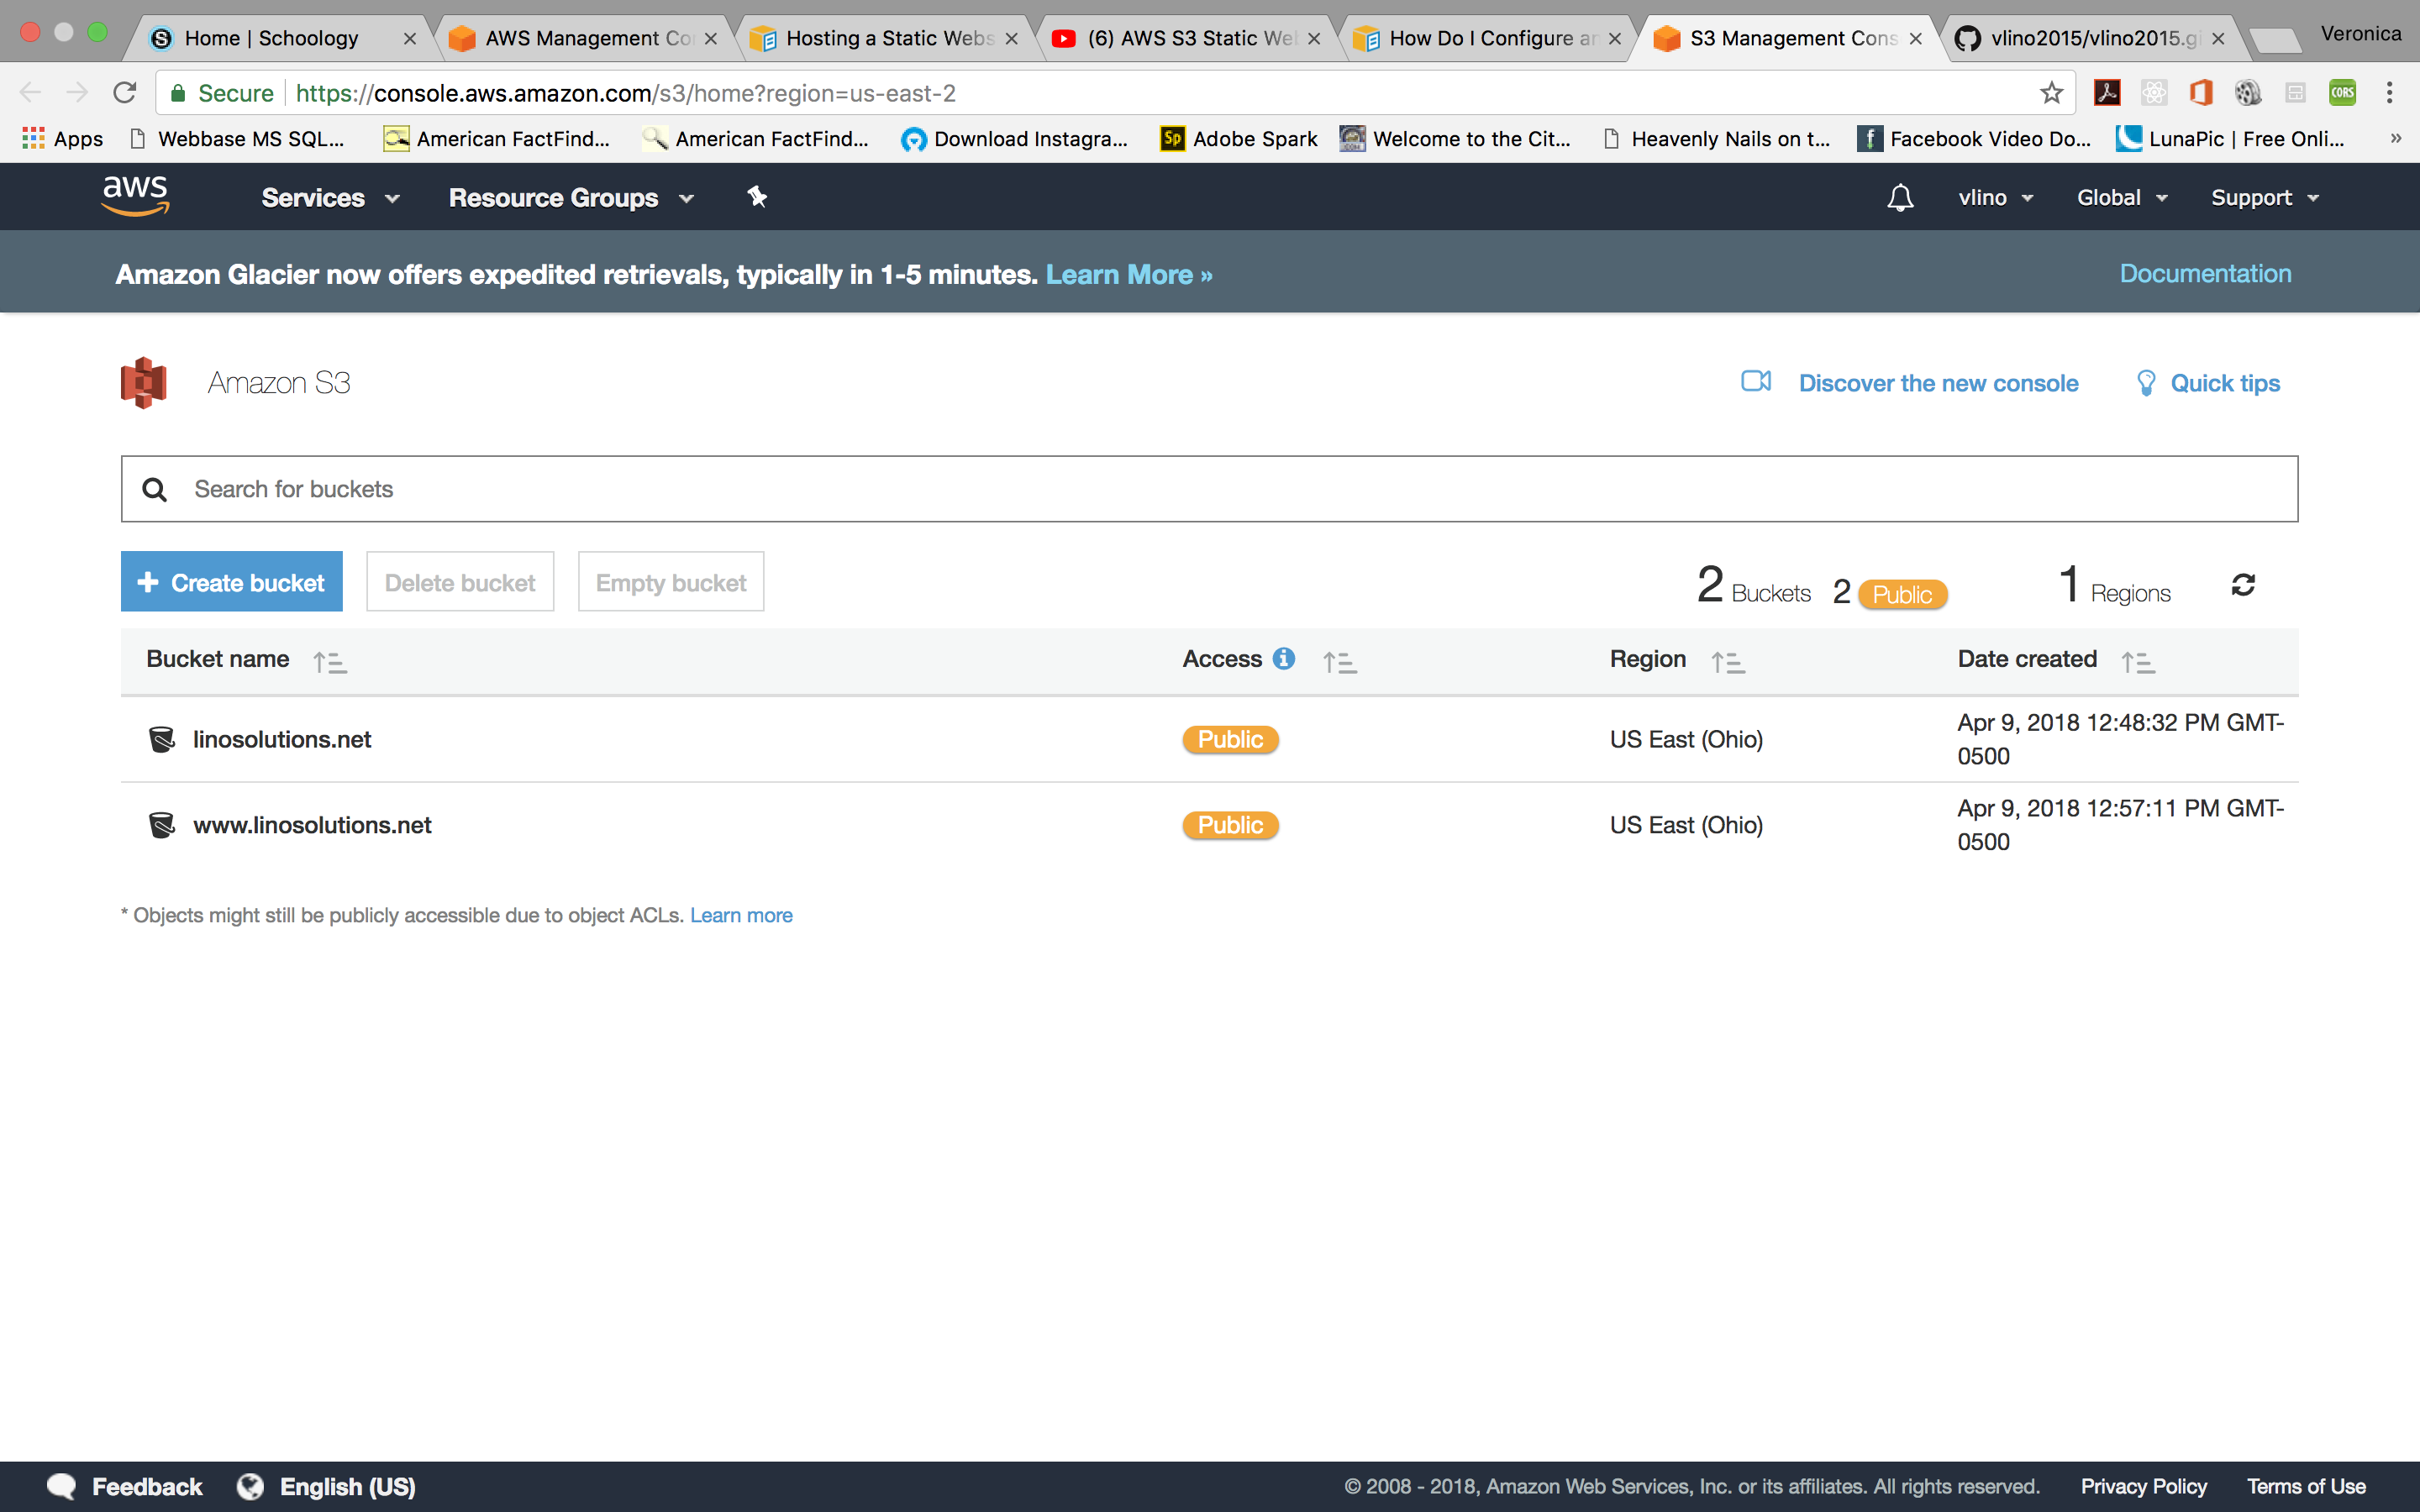 Home | Schoology
AWS Management Co
Hosting a Static Webs
(6) AWS S3 Static We
How Do I Configure an
S3 Management Cons
vlino2015/vlino2015.gi
Veronica
Secure https://console.aws.amazon.com/s3/home?region=us-east-2
CORS
Apps
Webbase MS SQL...
American FactFind...
American FactFind...
Download Instagra...
Sp Adobe Spark
Welcome to the Cit...
Heavenly Nails on t...
Facebook Video Do...
LunaPic | Free Onli...
»
aws
Services
Resource Groups
vlino
Global
Support
Amazon Glacier now offers expedited retrievals, typically in 1-5 minutes. Learn More »
Documentation
Amazon S3
Discover the new console
Quick tips
Search for buckets
+ Create bucket
Delete bucket
Empty bucket
2 Buckets
2 Public
1 Regions
Bucket name
Access
Region
Date created
linosolutions.net
Public
US East (Ohio)
Apr 9, 2018 12:48:32 PM GMT-
0500
www.linosolutions.net
Public
US East (Ohio)
Apr 9, 2018 12:57:11 PM GMT-
0500
* Objects might still be publicly accessible due to object ACLs. Learn more
Feedback
English (US)
© 2008 - 2018, Amazon Web Services, Inc. or its affiliates. All rights reserved.
Privacy Policy
Terms of Use